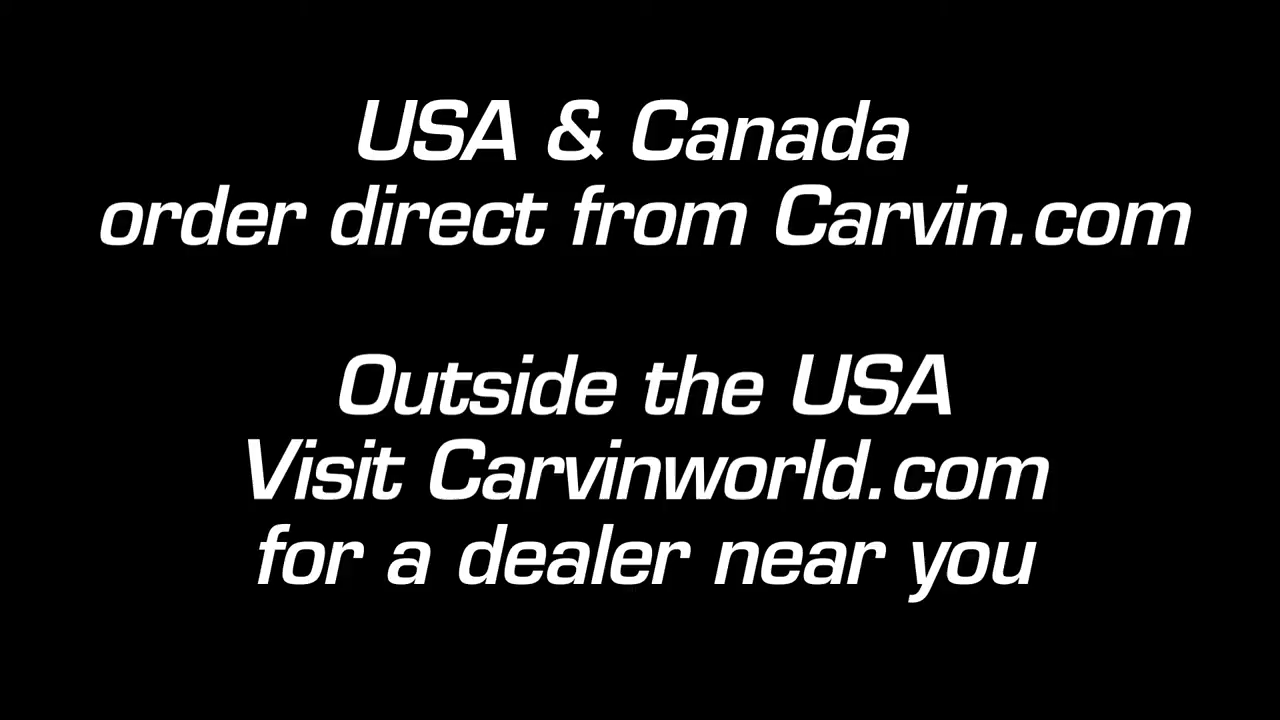 USA & Canada
order direct from Carvin.com
Outside the USA
Visit Carvinworld.com
for a dealer near you